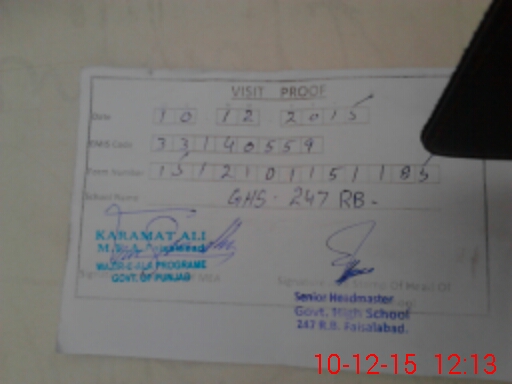 VISIT PROOF
Date 10 12 2015
EMIS Code 33140559
Form Number 1512101151185
School Name GHS - 247 RB -
KARAMAT ALI
M.E.A Faisalabad
GOVT. OF PUNJAB
Senior Headmaster
Govt. High School
247 R.B. Faisalabad.
10-12-15 12:13